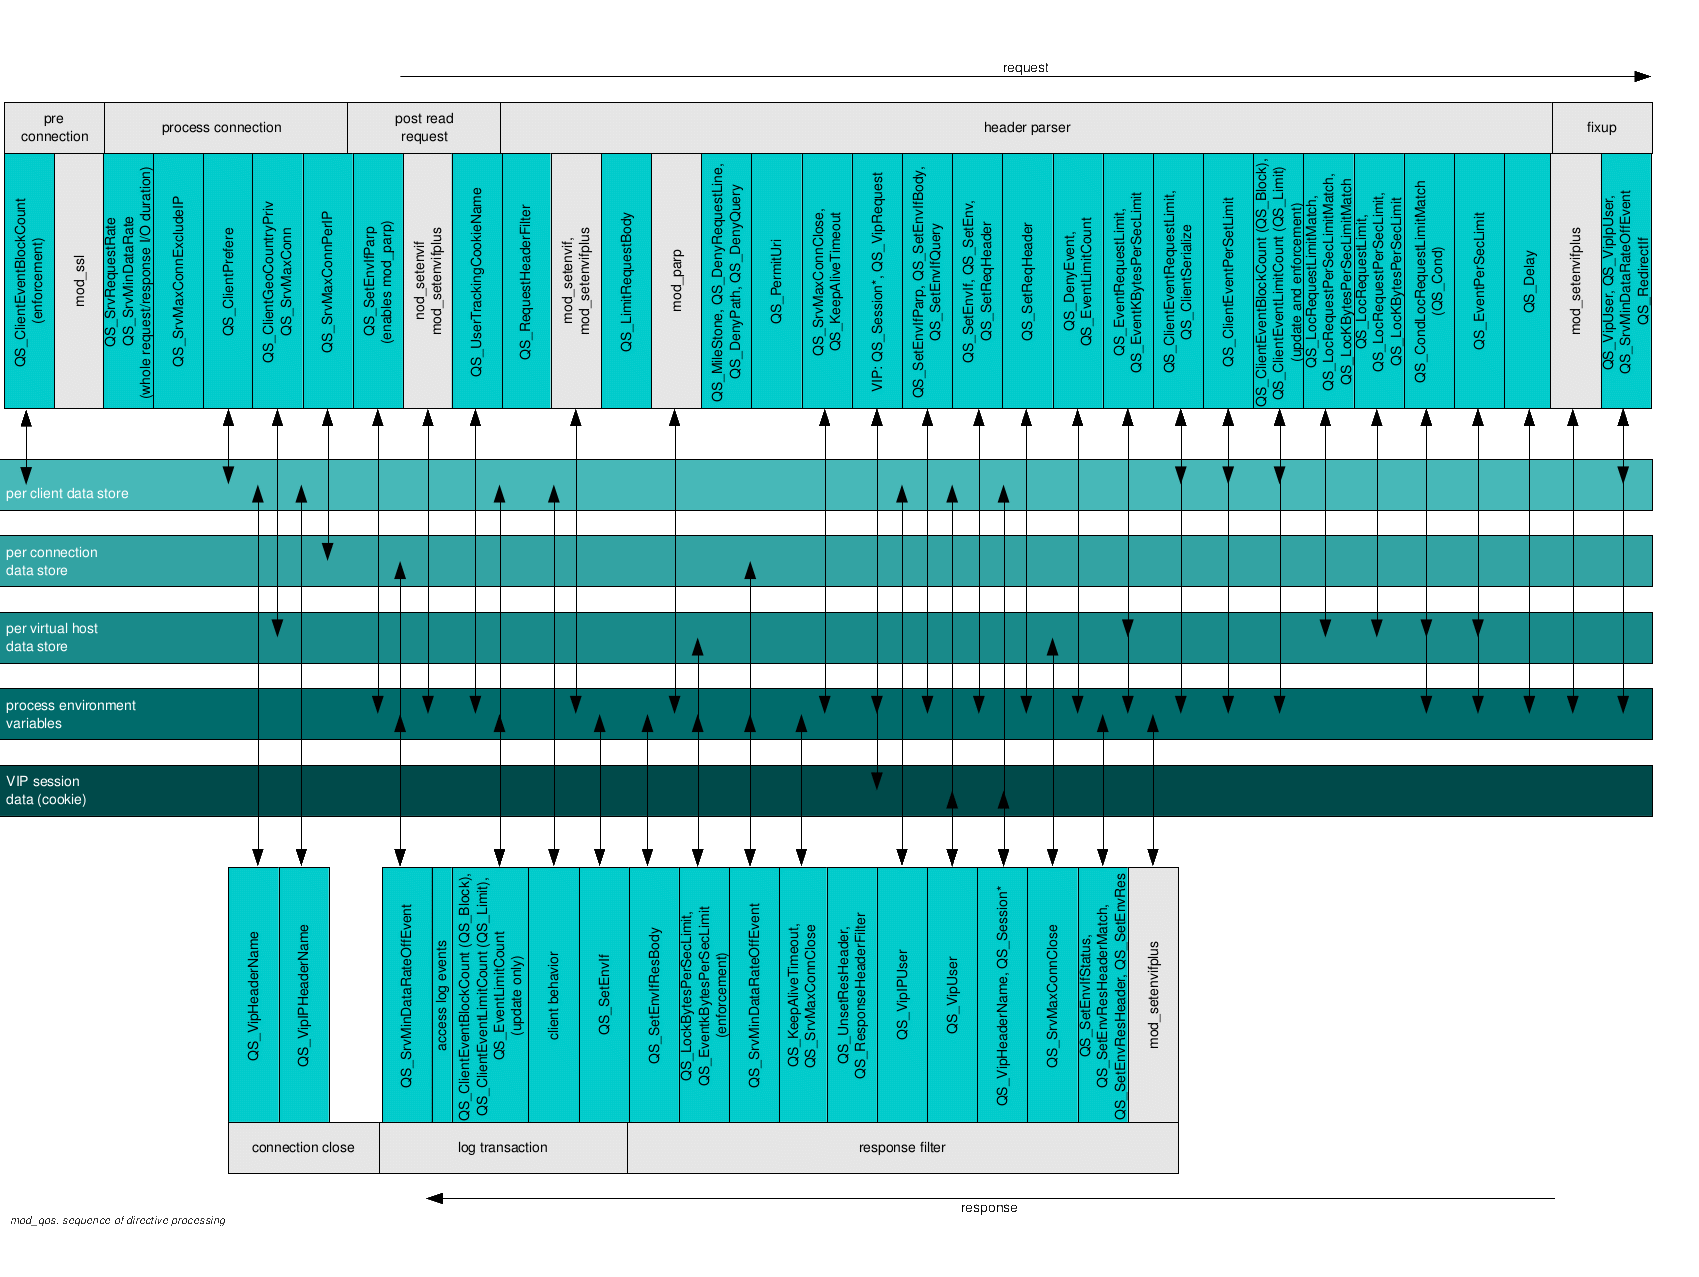 request
pre
connection
process connection
post read
request
header parser
fixup
QS_ClientEventBlockCount
(enforcement)
mod_ssl
QS_SrvRequestRate
QS_SrvMinDataRate
(whole request/response I/O duration)
QS_SrvMaxConnExcludeIP
QS_ClientPrefere
QS_ClientGeoCountryPriv
QS_SrvMaxConn
QS_SrvMaxConnPerIP
QS_SetEnvIfParp
(enables mod_parp)
nod_setenvif
mod_setenvifplus
QS_UserTrackingCookieName
QS_RequestHeaderFilter
mod_setenvif,
mod_setenvifplus
QS_LimitRequestBody
mod_parp
QS_MileStone, QS_DenyRequestLine,
QS_DenyPath, QS_DenyQuery
QS_PermitUri
QS_SrvMaxConnClose,
QS_KeepAliveTimeout
VIP: QS_Session*, QS_VipRequest
QS_SetEnvIfParp, QS_SetEnvIfBody,
QS_SetEnvIfQuery
QS_SetEnvIf, QS_SetEnv,
QS_SetReqHeader
QS_SetReqHeader
QS_DenyEvent,
QS_EventLimitCount
QS_EventRequestLimit,
QS_EventKBytesPerSecLimit
QS_ClientEventRequestLimit,
QS_ClientSerialize
QS_ClientEventPerSetLimit
QS_ClientEventBlockCount (QS_Block),
QS_ClientEventLimitCount (QS_Limit)
(update and enforcement)
QS_LocRequestLimitMatch,
QS_LocRequestPerSecLimitMatch,
QS_LocKBytesPerSecLimitMatch
QS_LocRequestLimit,
QS_LocRequestPerSecLimit,
QS_LocKBytesPerSecLimit
QS_CondLocRequestLimitMatch
(QS_Cond)
QS_EventPerSecLimit
QS_Delay
mod_setenvifplus
QS_VipUser, QS_VipIpUser,
QS_SrvMinDataRateOffEvent
QS_RedirectIf
per client data store
per connection
data store
per virtual host
data store
process environment
variables
VIP session
data (cookie)
QS_VipHeaderName
QS_VipIPHeaderName
QS_SrvMinDataRateOffEvent
access log events
QS_ClientEventBlockCount (QS_Block),
QS_ClientEventLimitCount (QS_Limit),
QS_EventLimitCount
(update only)
client behavior
QS_SetEnvIf
QS_SetEnvIfResBody
QS_LockBytesPerSecLimit,
QS_EventkBytesPerSecLimit
(enforcement)
QS_SrvMinDataRateOffEvent
QS_KeepAliveTimeout,
QS_SrvMaxConnClose
QS_UnsetResHeader,
QS_ResponseHeaderFilter
QS_VipIPUser
QS_VipUser
QS_VipHeaderName, QS_Session*
QS_SrvMaxConnClose
QS_SetEnvIfStatus,
QS_SetEnvResHeaderMatch,
QS_SetEnvResHeader, QS_SetEnvRes
mod_setenvifplus
connection close
log transaction
response filter
response
mod_qos. sequence of directive processing